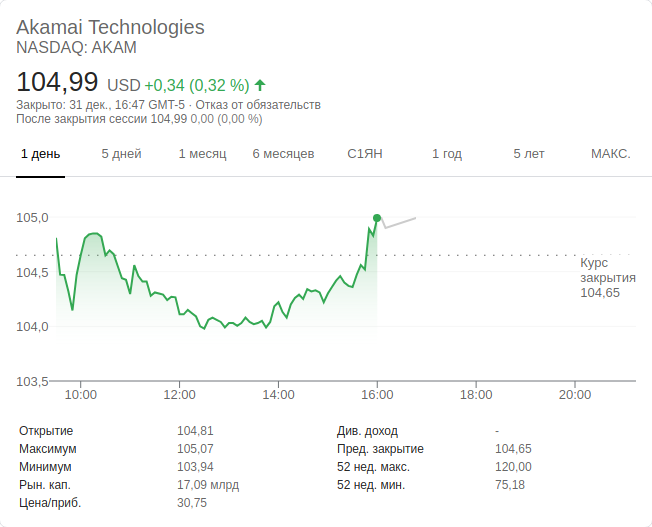 Akamai Technologies
NASDAQ: AKAM
104,99 USD +0,34 (0,32 %)
Закрыто: 31 дек., 16:47 GMT-5 · Отказ от обязательств
После закрытия сессии 104,99 0,00 (0,00 %)
1 день 5 дней 1 месяц 6 месяцев С1ЯН 1 год 5 лет МАКС.
105,0
104,5
104,0
103,5
Курс
закрытия
104,65
10:00 12:00 14:00 16:00 18:00 20:00
Открытие 104,81 Див. доход -
Максимум 105,07 Пред. закрытие 104,65
Минимум 103,94 52 нед. макс. 120,00
Рын. кап. 17,09 млрд 52 нед. мин. 75,18
Цена/приб. 30,75